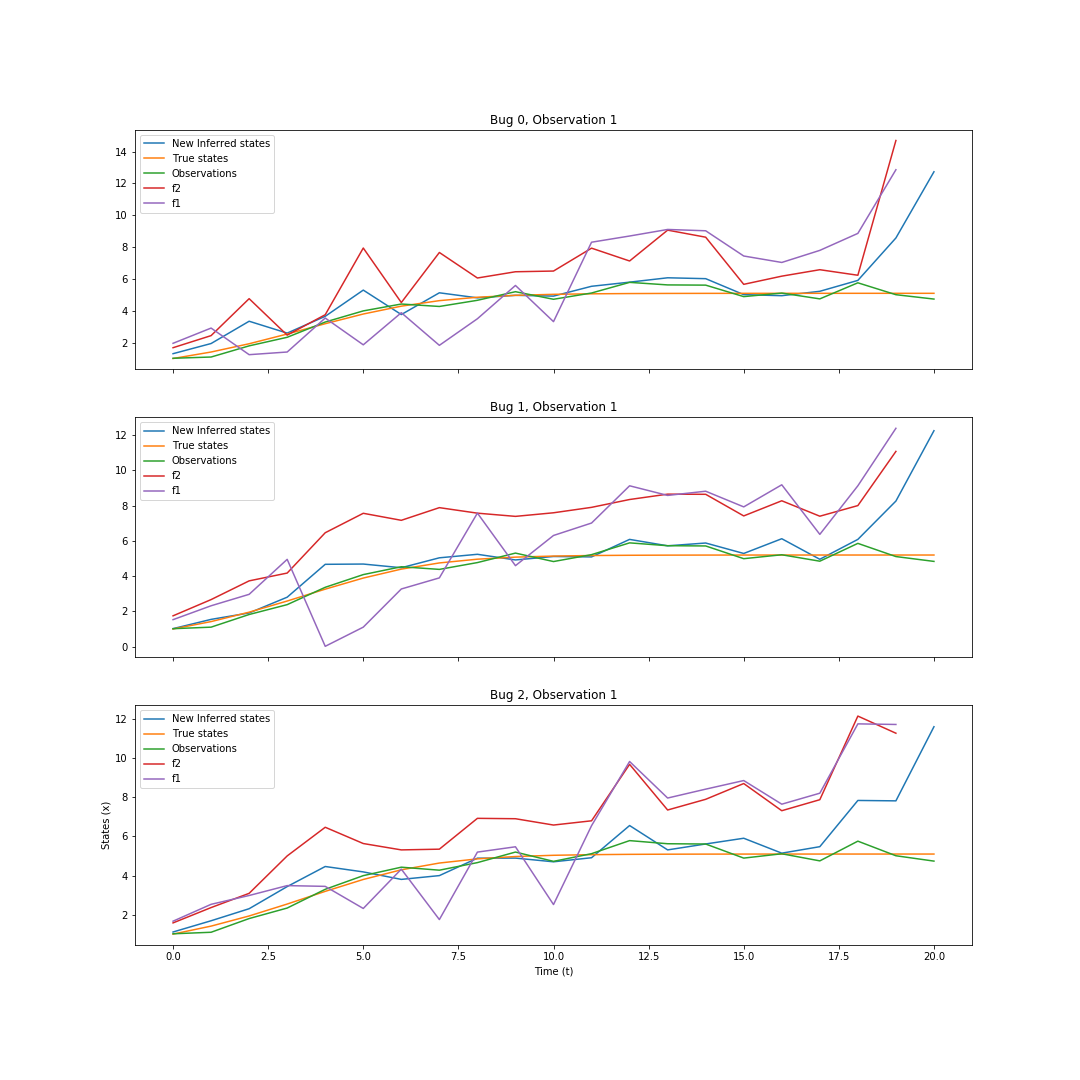 Bug 0, Observation 1
New Inferred states
True states
Observations
f2
f1
14
12
10
8
6
4
2
Bug 1, Observation 1
New Inferred states
True states
Observations
f2
f1
12
10
8
6
4
2
0
Bug 2, Observation 1
New Inferred states
True states
Observations
f2
f1
12
10
8
6
4
2
States (x)
0.0 2.5 5.0 7.5 10.0 12.5 15.0 17.5 20.0
Time (t)